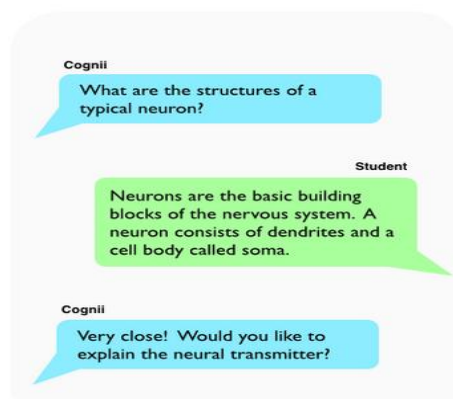 Cognii
What are the structures of a
typical neuron?
Student
Neurons are the basic building
blocks of the nervous system. A
neuron consists of dendrites and a
cell body called soma.
Cognii
Very close! Would you like to
explain the neural transmitter?